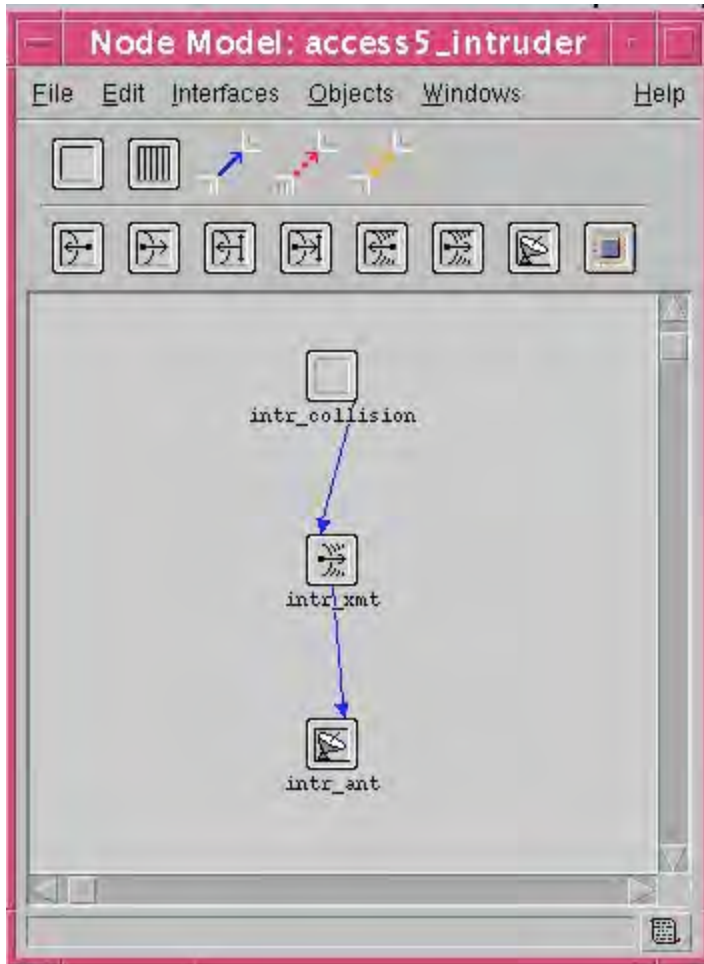 Node Model: access5_intruder
File Edit Interfaces Objects Windows Help
intr_collision
intr_xmt
intr_ant